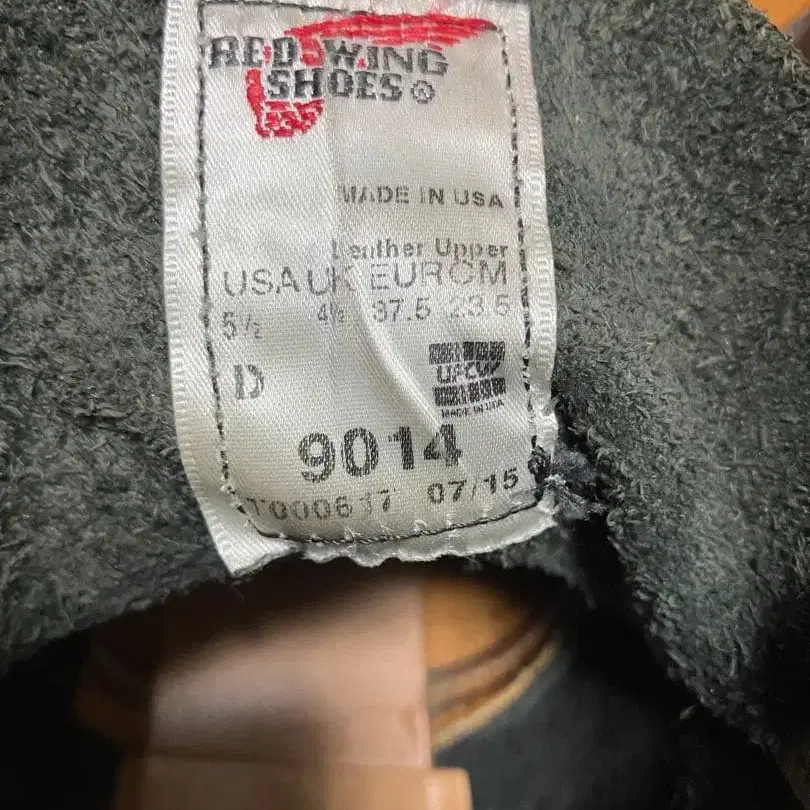 RED WING
SHOES ®
MADE IN USA
Leather Upper
USA UK EUR CM
5½ 4½ 37.5 23.5
D
UFCW
MADE IN USA
9014
T000617 07/15